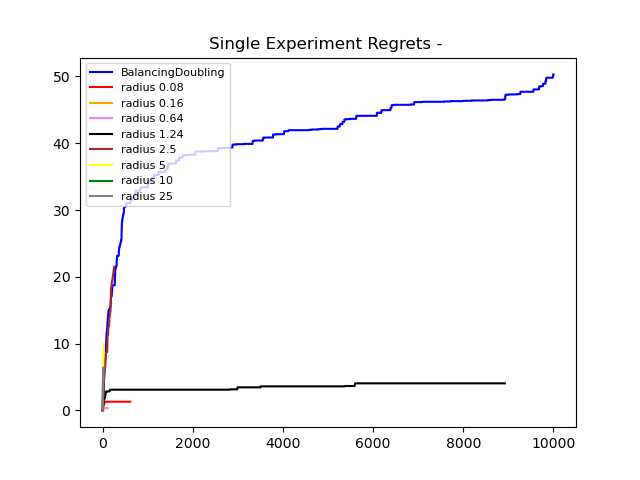 Single Experiment Regrets -
50
40
30
20
10
0
BalancingDoubling
radius 0.08
radius 0.16
radius 0.64
radius 1.24
radius 2.5
radius 5
radius 10
radius 25
0 2000 4000 6000 8000 10000